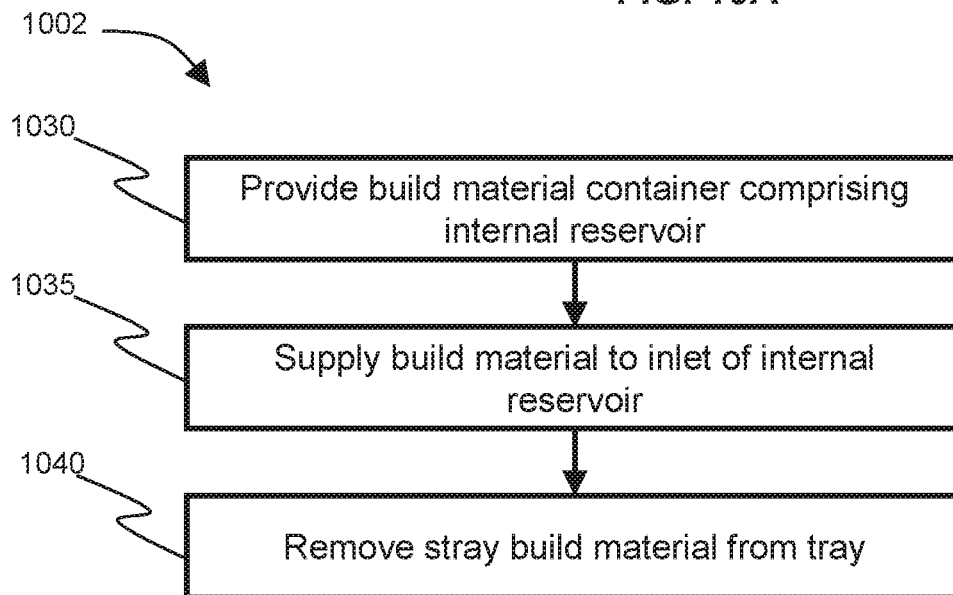 1002
1030
Provide build material container comprising
internal reservoir
1035
Supply build material to inlet of internal
reservoir
1040
Remove stray build material from tray